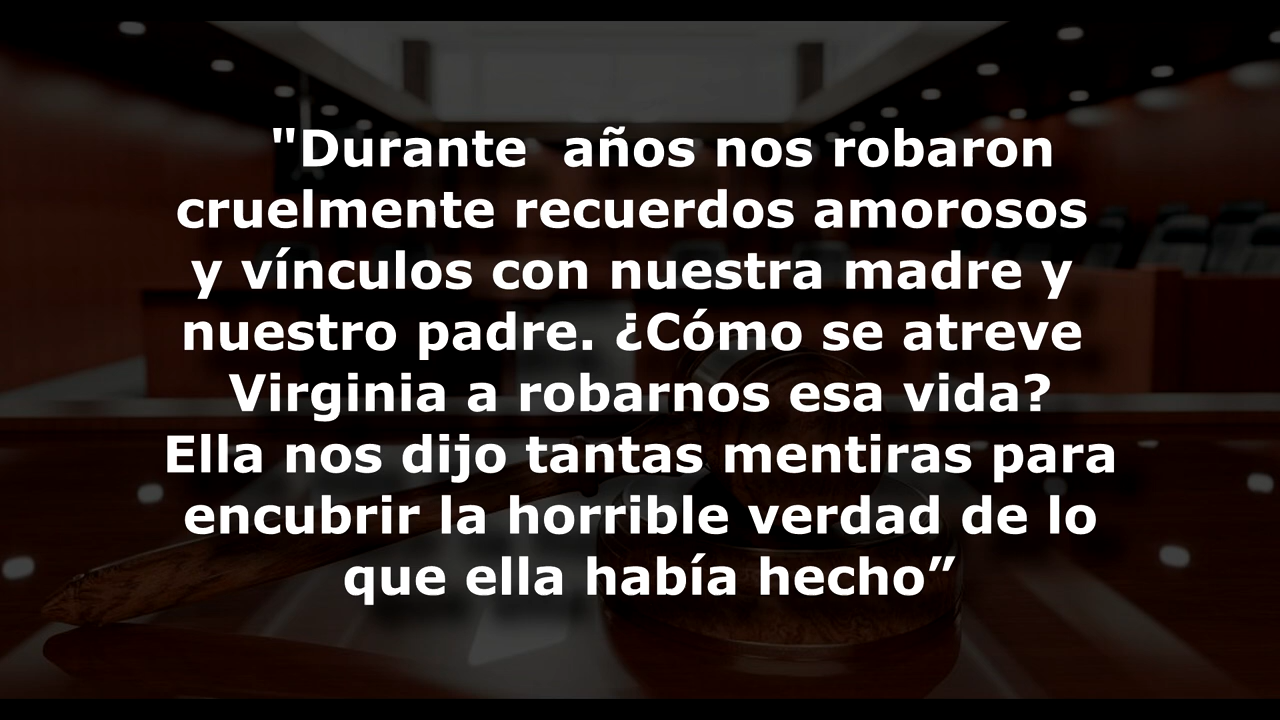 "Durante  años nos robaron
cruelmente recuerdos amorosos
y vínculos con nuestra madre y
nuestro padre. ¿Cómo se atreve
Virginia a robarnos esa vida?
Ella nos dijo tantas mentiras para
encubrir la horrible verdad de lo
que ella había hecho”